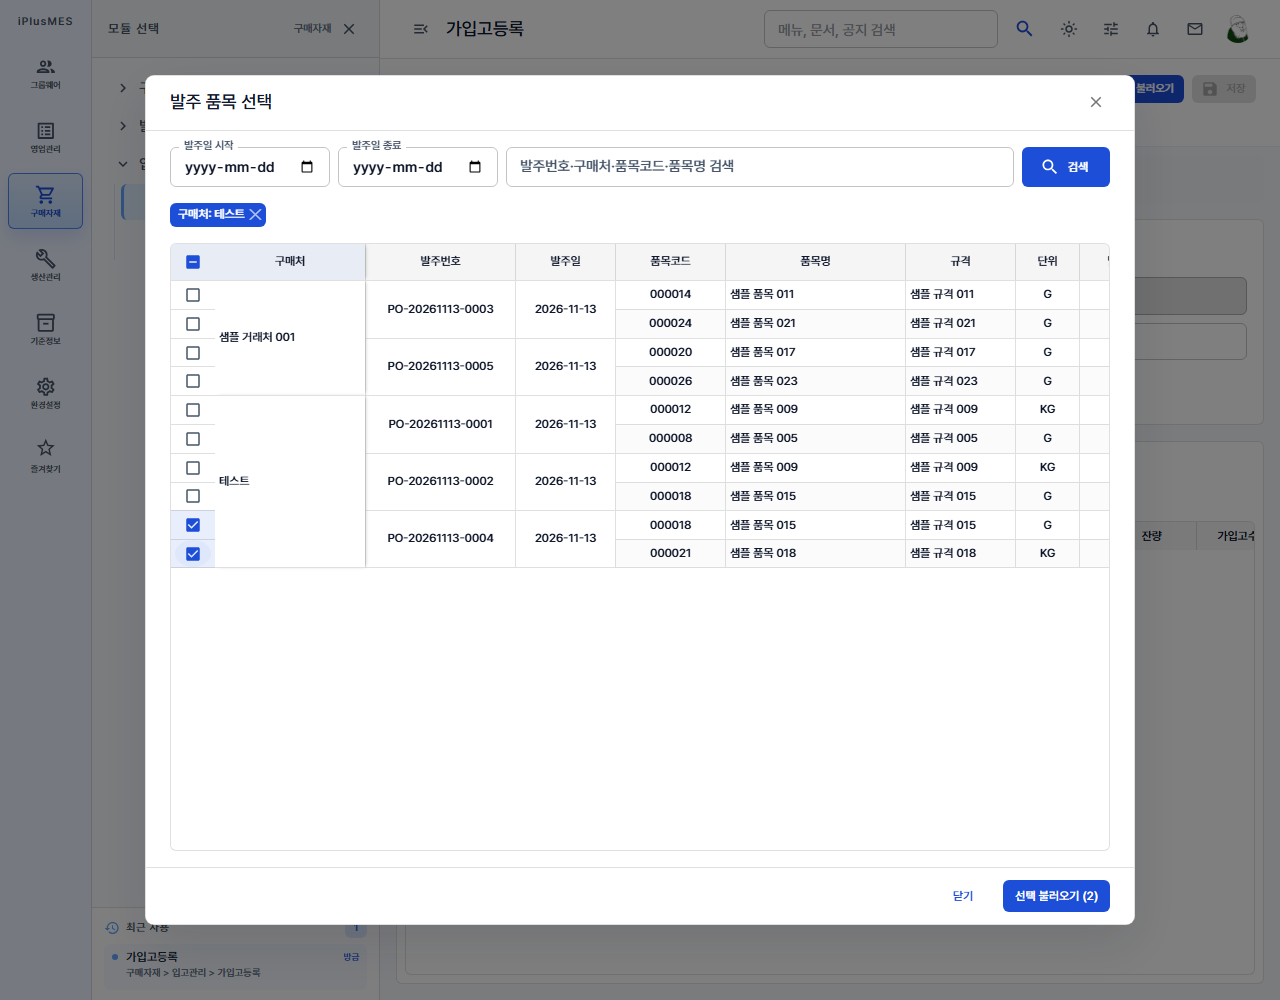 iPlusMES
모듈 선택
구매자재
가입고등록
메뉴, 문서, 공지 검색
그룹웨어
영업관리
구매자재
생산관리
기준정보
환경설정
즐겨찾기
불러오기
저장
발주 품목 선택
발주일 시작
yyyy-mm-dd
발주일 종료
yyyy-mm-dd
발주번호·구매처·품목코드·품목명 검색
검색
구매처: 테스트
구매처 발주번호 발주일 품목코드 품목명 규격 단위
샘플 거래처 001 PO-20261113-0003 2026-11-13 000014 샘플 품목 011 샘플 규격 011 G
000024 샘플 품목 021 샘플 규격 021 G
PO-20261113-0005 2026-11-13 000020 샘플 품목 017 샘플 규격 017 G
000026 샘플 품목 023 샘플 규격 023 G
테스트 PO-20261113-0001 2026-11-13 000012 샘플 품목 009 샘플 규격 009 KG
000008 샘플 품목 005 샘플 규격 005 G
PO-20261113-0002 2026-11-13 000012 샘플 품목 009 샘플 규격 009 KG
000018 샘플 품목 015 샘플 규격 015 G
PO-20261113-0004 2026-11-13 000018 샘플 품목 015 샘플 규격 015 G
000021 샘플 품목 018 샘플 규격 018 KG
잔량 가입고수
닫기
선택 불러오기 (2)
최근 사용
1
가입고등록
방금
구매자재 > 입고관리 > 가입고등록